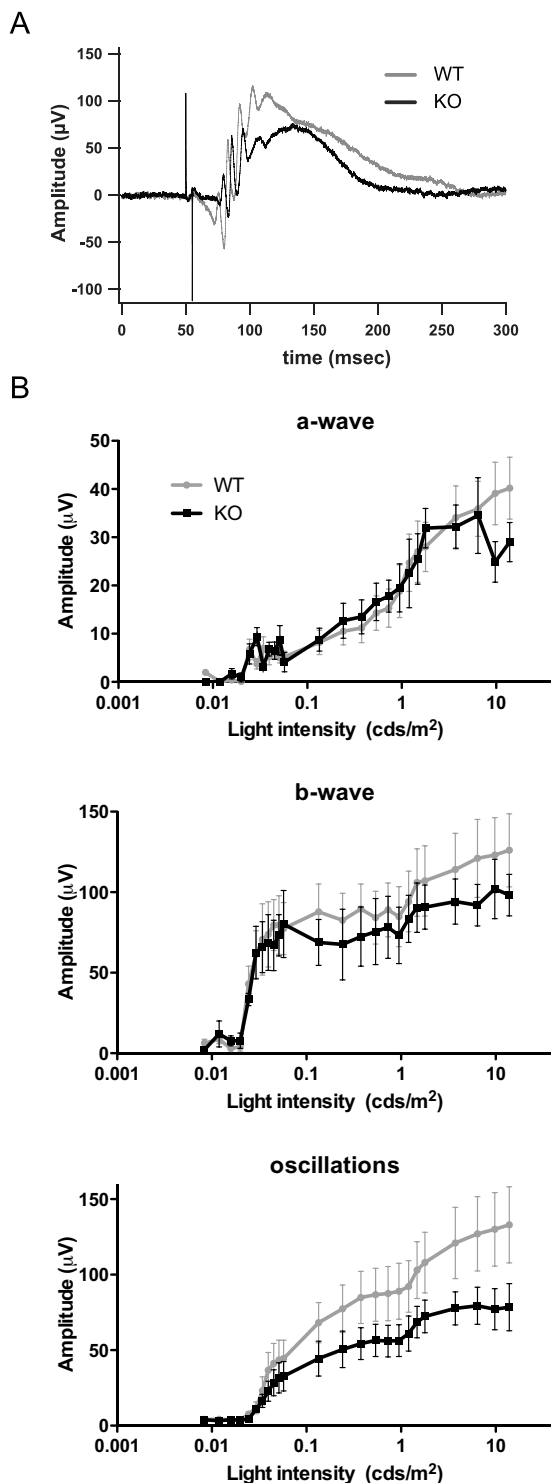 A
150
100
50
0
-50
-100
Amplitude (µV)
WT
KO
0 50 100 150 200 250 300
time (msec)
B
a-wave
50
40
30
20
10
0
Amplitude (µV)
WT
KO
0.001 0.01 0.1 1 10
Light intensity (cds/m²)
b-wave
150
100
50
0
Amplitude (µV)
0.001 0.01 0.1 1 10
Light intensity (cds/m²)
oscillations
150
100
50
0
Amplitude (µV)
0.001 0.01 0.1 1 10
Light intensity (cds/m²)